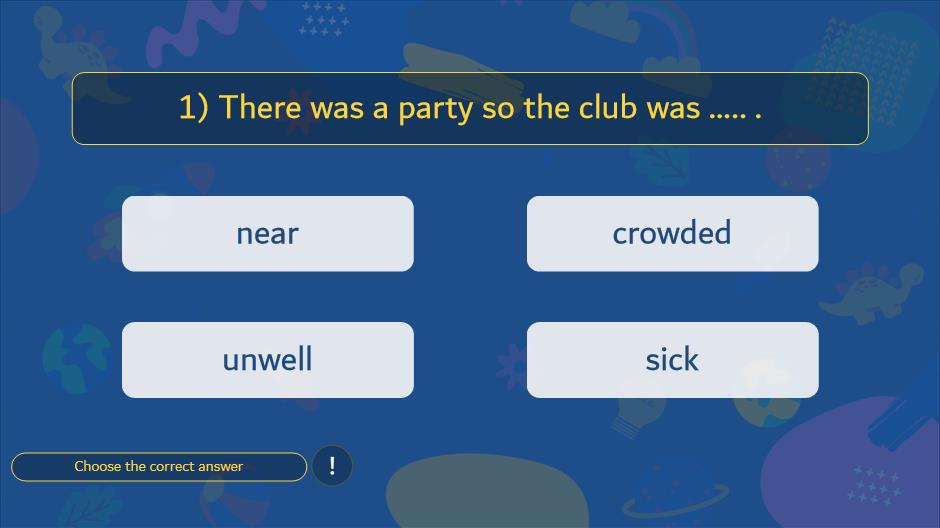 1) There was a party so the club was ..... .
near
crowded
unwell
sick
Choose the correct answer
!